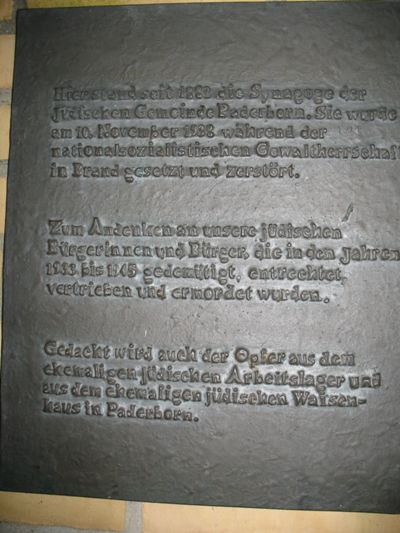 Hier stand seit 1882 die Synagoge der
Jüdischen Gemeinde Paderborn. Sie wurde
am 10. November 1938 während der
nationalsozialistischen Gewaltherrschaf
in Brand gesetzt und zerstört.
Zum Andenken an unsere jüdischen
Bürgerinnen und Bürger, die in den Jahren
1933 bis 1945 gedemütigt, entrechtet,
vertrieben und ermordet wurden.
Gedacht wird auch der Opfer aus dem
ehemaligen jüdischen Arbeitslager und
aus dem ehemaligen jüdischen Waisen-
haus in Paderborn.